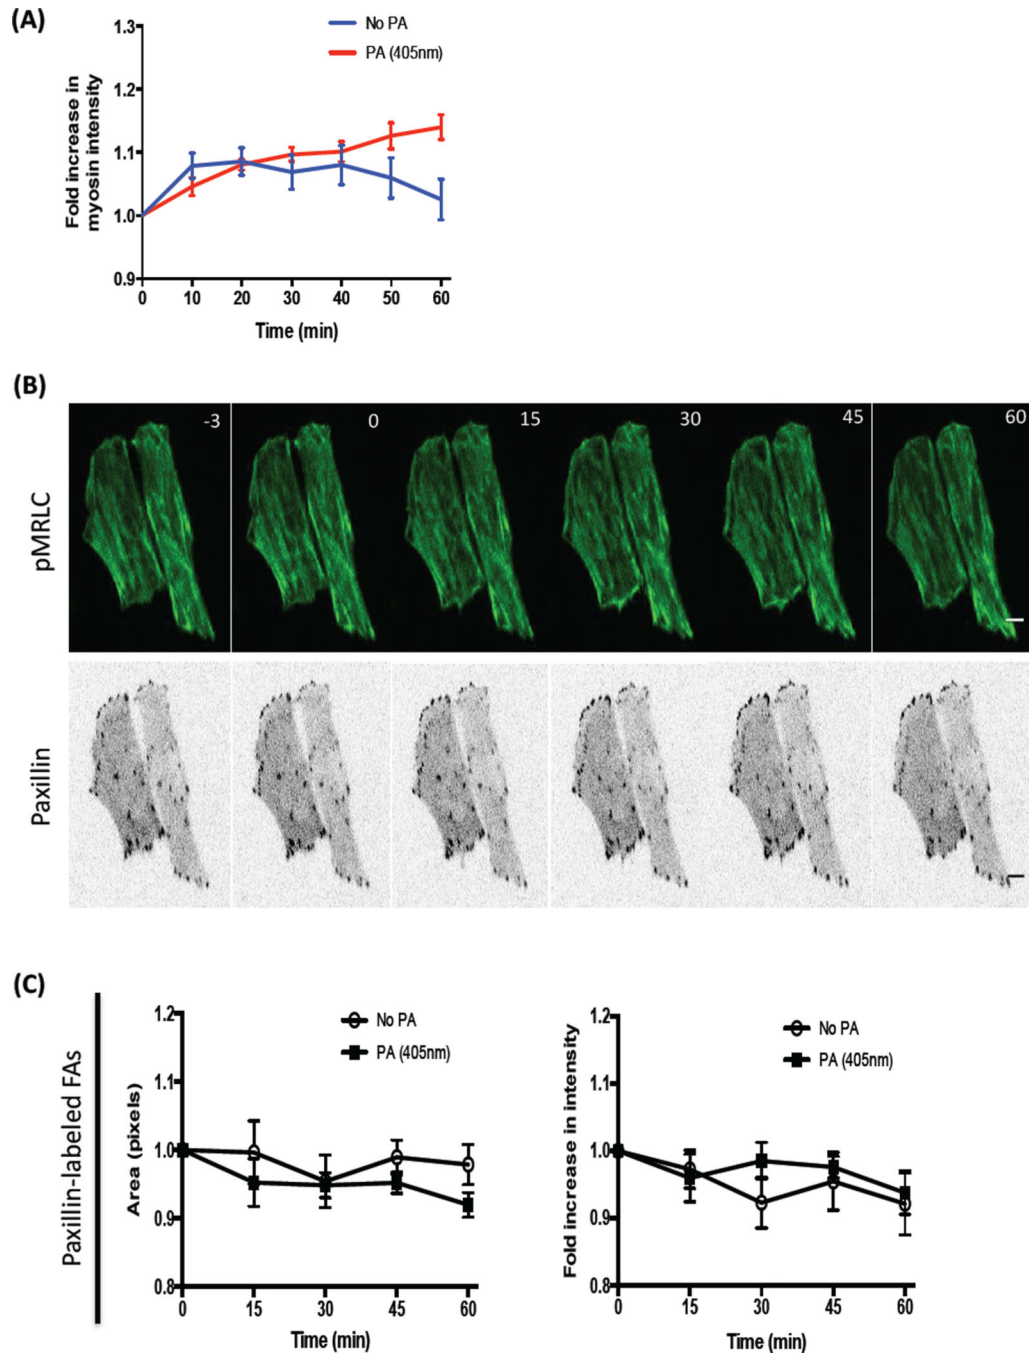 (A)
No PA
PA (405nm)
Fold increase in
myosin intensity
1.3
1.2
1.1
1.0
0.9
0 10 20 30 40 50 60
Time (min)
(B)
pMRLC
-3 0 15 30 45 60
Paxillin
(C)
Paxillin-labeled FAs
No PA
PA (405nm)
Area (pixels)
1.2
1.1
1.0
0.9
0.8
0 15 30 45 60
Time (min)
No PA
PA (405nm)
Fold increase in intensity
1.2
1.1
1.0
0.9
0.8
0 15 30 45 60
Time (min)